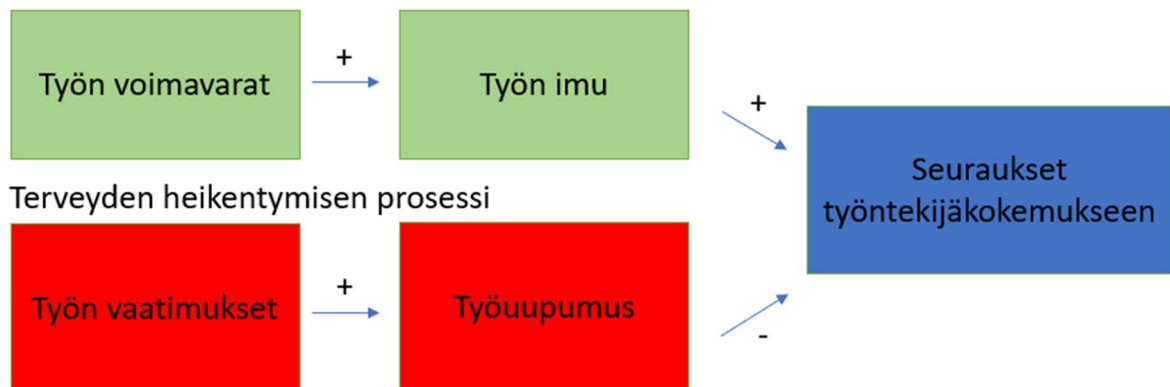 Työn voimavarat
+
Työn imu
+
Seuraukset
työntekijäkokemukseen
Terveyden heikentymisen prosessi
Työn vaatimukset
+
Työuupumus
-